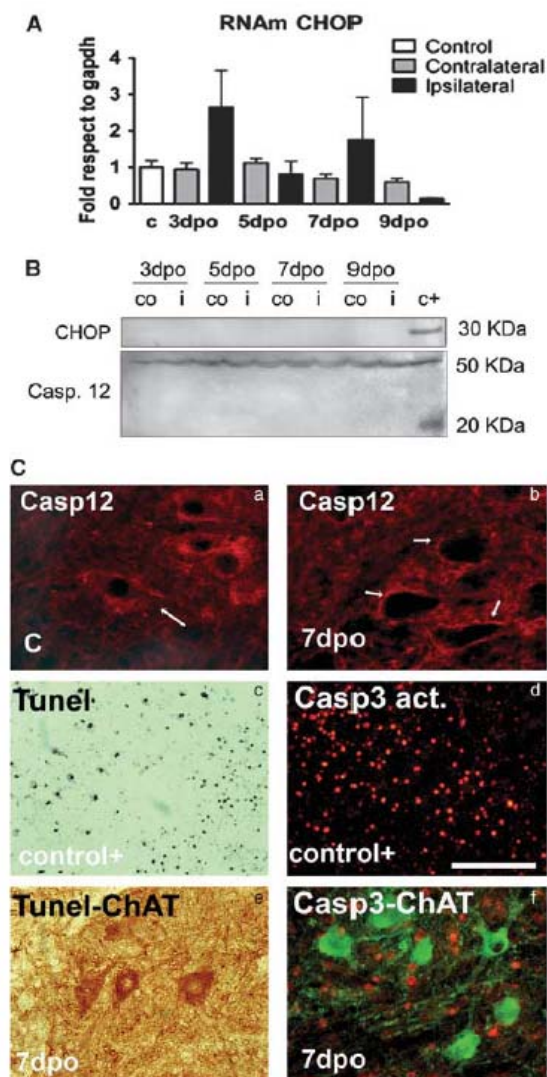 A
RNAm CHOP
Control
Contralateral
Ipsilateral
Fold respect to gapdh
4
3
2
1
0
c 3dpo 5dpo 7dpo 9dpo
B
3dpo 5dpo 7dpo 9dpo
co i co i co i co i c+
CHOP
30 KDa
50 KDa
Casp. 12
20 KDa
C
Casp12 a
C
Casp12 b
7dpo
Tunel c
control+
Casp3 act. d
control+
Tunel-ChAT e
7dpo
Casp3-ChAT f
7dpo